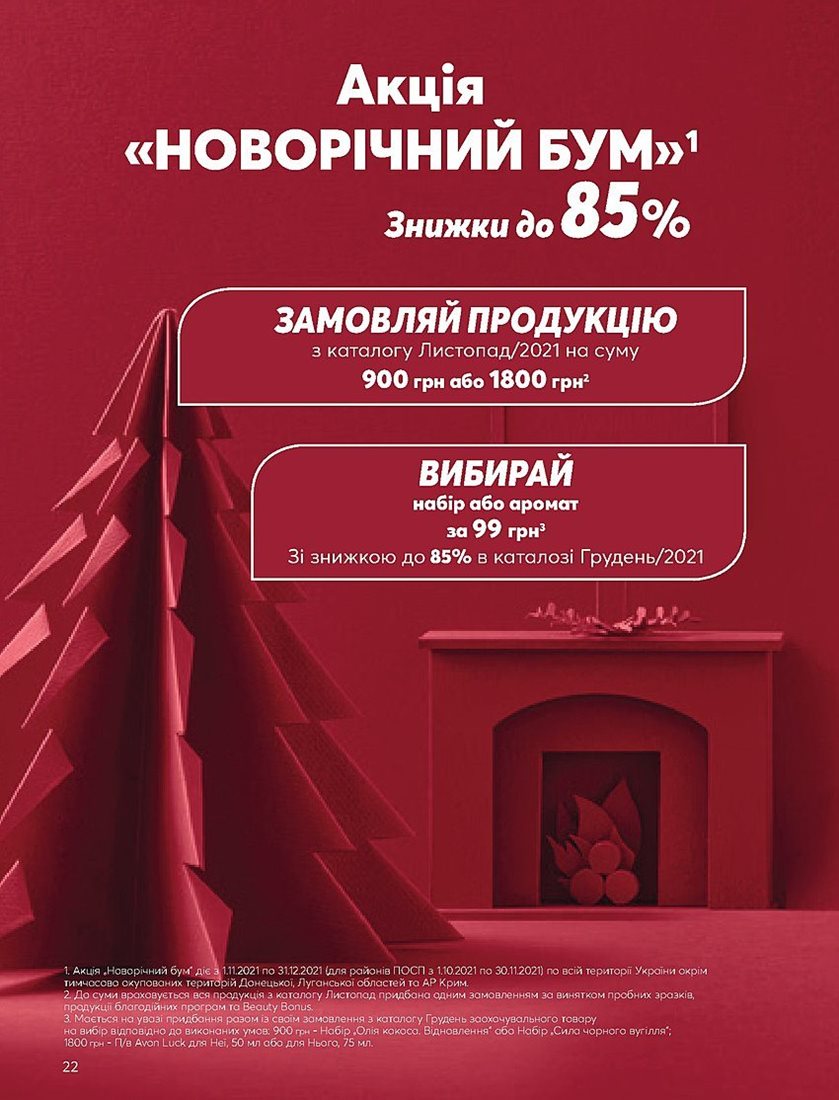 Акція
«НОВОРІЧНИЙ БУМ»¹
Знижки до 85%
ЗАМОВЛЯЙ ПРОДУКЦІЮ
з каталогу Листопад/2021 на суму
900 грн або 1800 грн²
ВИБИРАЙ
набір або аромат
за 99 грн³
Зі знижкою до 85% в каталозі Грудень/2021
1. Акція „Новорічний бум" діє з 1.11.2021 по 31.12.2021 (для районів ПОСП з 1.10.2021 по 30.11.2021) по всій території України окрім
тимчасово окупованих територій Донецької, Луганської областей та АР Крим.
2. До суми враховується вся продукція з каталогу Листопад придбана одним замовленням за винятком пробних зразків,
продукції благодійних програм та Beauty Bonus.
3. Мається на увазі придбання разом із своїм замовлення з каталогу Грудень заохочувального товару
на вибір відповідно до виконаних умов: 900 грн - Набір „Олія кокоса. Відновлення" або Набір „Сила чорного вугілля";
1800 грн - П/в Avon Luck для Неї, 50 мл або для Нього, 75 мл.
22